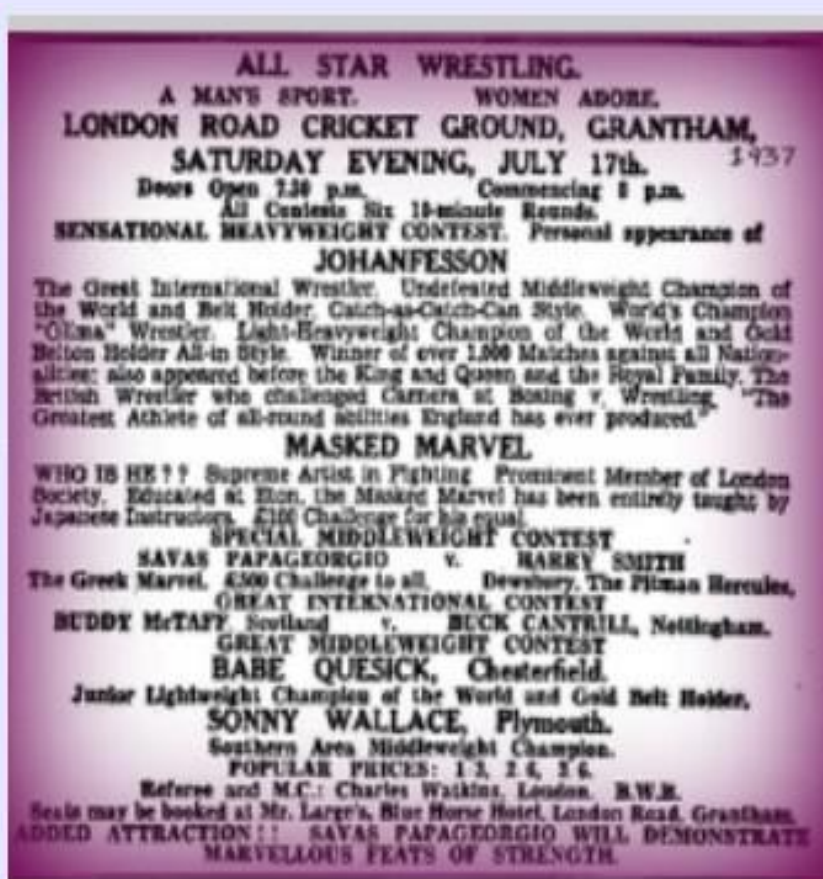 ALL STAR WRESTLING.
A MAN'S SPORT. WOMEN ADORE.
LONDON ROAD CRICKET GROUND, GRANTHAM,
SATURDAY EVENING, JULY 17th. 1937
Doors Open 7.30 p.m. Commencing 8 p.m.
All Contests Six 10-minute Rounds.
SENSATIONAL HEAVYWEIGHT CONTEST. Personal appearance of
JOHANFESSON
The Great International Wrestler. Undefeated Middleweight Champion of
the World and Belt Holder, Catch-as-Catch-Can Style. World's Champion
Wrestler. Light-Heavyweight Champion of the World and Gold
Belton Holder All-in Style. Winner of over 1,000 Matches against all Nation-
alities; also appeared before the King and Queen and the Royal Family. The
British Wrestler who challenged Carnera at Boxing v. Wrestling. "The
Greatest Athlete of all-round abilities England has ever produced."
MASKED MARVEL
WHO IS HE?? Supreme Artist in Fighting Prominent Member of London
Society. Educated at Eton, the Masked Marvel has been entirely taught by
Japanese Instructors. £100 Challenge for his equal.
SPECIAL MIDDLEWEIGHT CONTEST
SAVAS PAPAGEORGIO v. HARRY SMITH
The Greek Marvel. £500 Challenge to all. Dewsbury. The Pitman Hercules,
GREAT INTERNATIONAL CONTEST
BUDDY McTAFF, Scotland v. BUCK CANTRILL, Nottingham.
GREAT MIDDLEWEIGHT CONTEST
BABE QUESICK, Chesterfield.
Junior Lightweight Champion of the World and Gold Belt Holder,
SONNY WALLACE, Plymouth.
Southern Area Middleweight Champion.
POPULAR PRICES: 1/3, 2/6, 3/6.
Referee and M.C.: Charles Watkins, London. B.W.B.
Seats may be booked at Mr. Large's, Blue Horse Hotel, London Road, Grantham.
ADDED ATTRACTION!! SAVAS PAPAGEORGIO WILL DEMONSTRATE
MARVELLOUS FEATS OF STRENGTH.